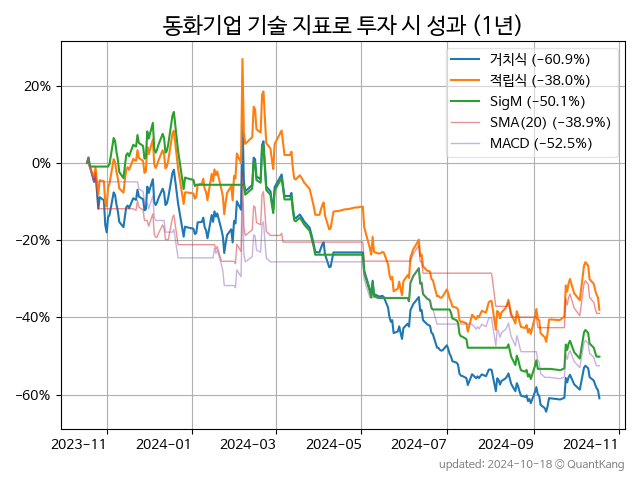 동화기업 기술 지표로 투자 시 성과 (1년)
거치식 (−60.9%)
적립식 (−38.0%)
SigM (−50.1%)
SMA(20) (−38.9%)
MACD (−52.5%)
20%
0%
−20%
−40%
−60%
2023−11 2024−01 2024−03 2024−05 2024−07 2024−09 2024−11
updated: 2024-10-18 © QuantKang